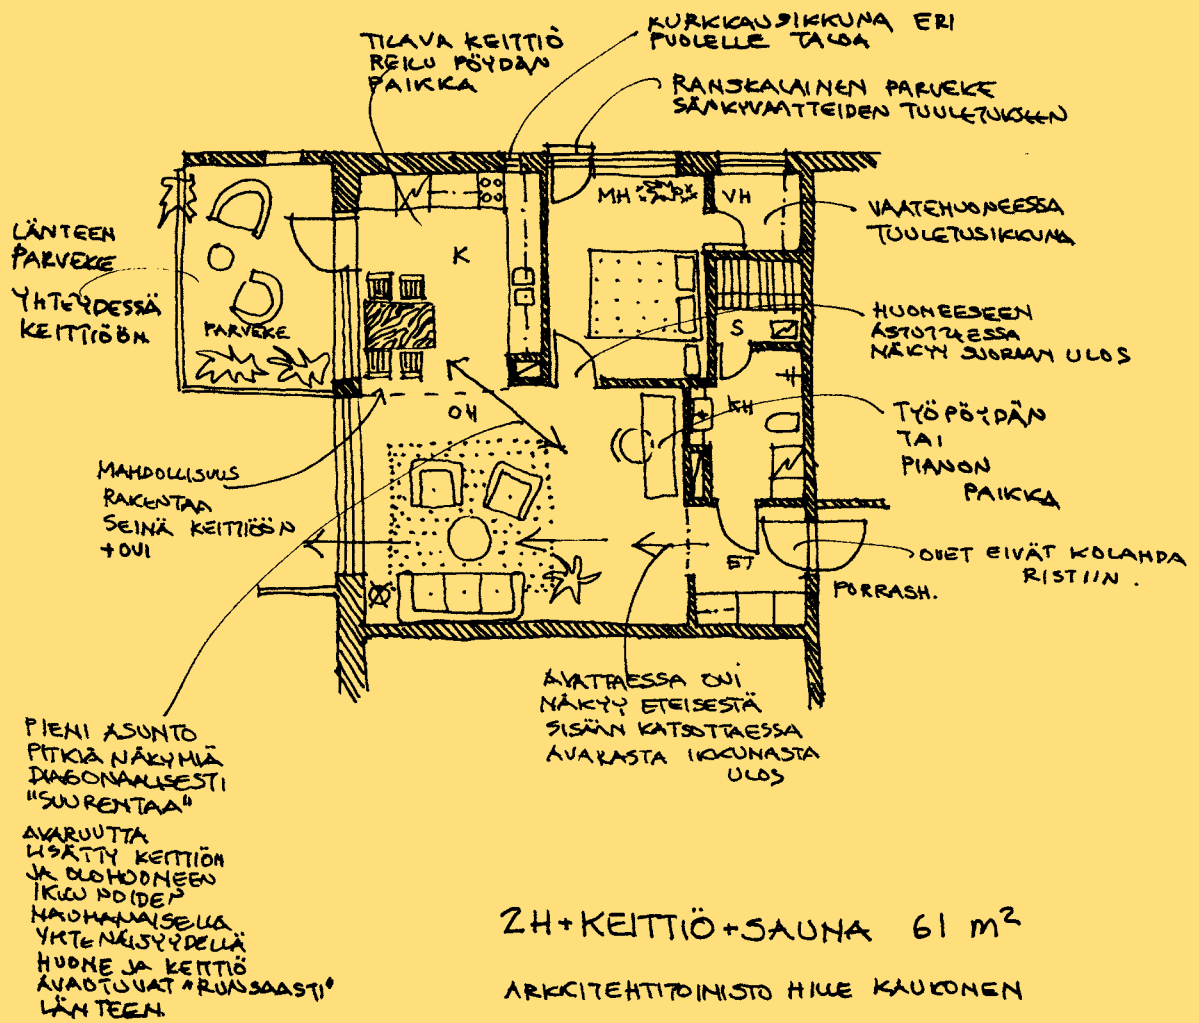 KURKKAUSIKKUNA ERI
PUOLELLE TALOA
TILAVA KEITTIÖ
REILU PÖYDÄN
PAIKKA
RANSKALAINEN PARVEKE
SÄNKYVAATTEIDEN TUULETUKSEEN
MH
VH
VAATEHUONEESSA
TUULETUSIKKUNA
LÄNTEEN
PARVEKE
YHTEYDESSÄ
KEITTIÖÖN
K
PARVEKE
S
HUONEESEEN
ASTUTTAESSA
NÄKYY SUORAAN ULOS
OH
KH
TYÖPÖYDÄN
TAI
PIANON
PAIKKA
MAHDOLLISUUS
RAKENTAA
SEINÄ KEITTIÖÖN
+OVI
ET
OVET EIVÄT KOLAHDA
RISTIIN.
PORRASH.
AVATTAESSA OVI
NÄKYY ETEISESTÄ
SISÄÄN KATSOTTAESSA
AVARASTA IKKUNASTA
ULOS
PIENI ASUNTO
PITKIÄ NÄKYMIÄ
DIAGONAALISESTI
"SUURENTAA"
AVARUUTTA
LISÄTTY KEITTIÖN
JA OLOHUONEEN
IKKUNOIDEN
NAUHAMAISELLA
YHTENÄISYYDELLÄ
HUONE JA KEITTIÖ
AVAUTUVAT "RUNSAASTI"
LÄNTEEN
2H+KEITTIÖ+SAUNA 61 m²
ARKKITEHTITOIMISTO HILLE KAUKONEN